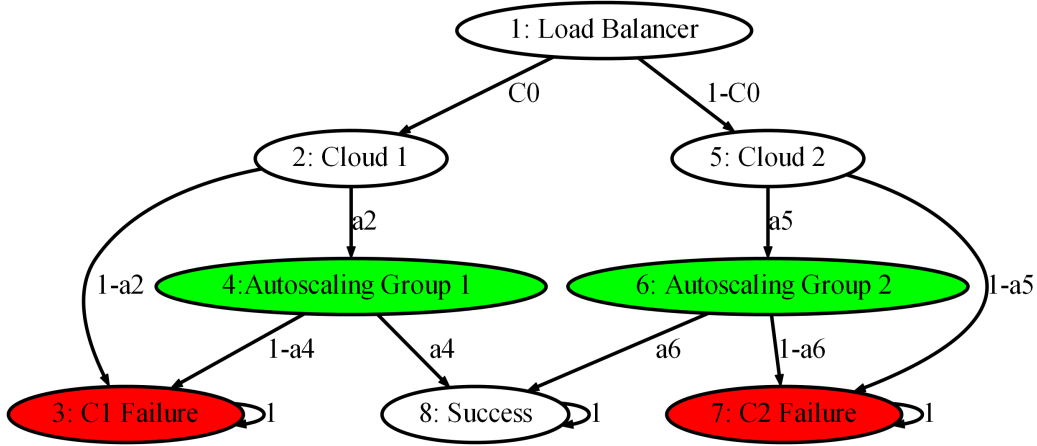 1: Load Balancer
C0
1-C0
2: Cloud 1
5: Cloud 2
a2
a5
1-a2
4:Autoscaling Group 1
6: Autoscaling Group 2
1-a5
1-a4
a4
a6
1-a6
3: C1 Failure
1
8: Success
1
7: C2 Failure
1